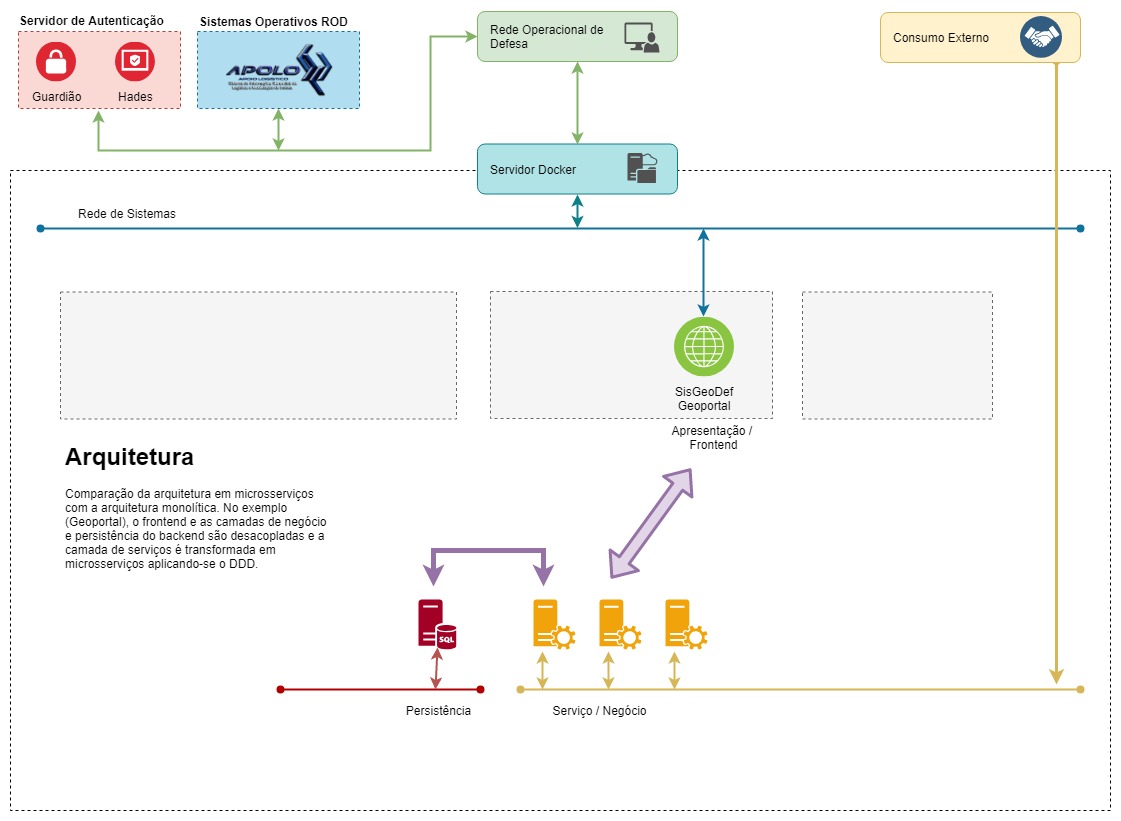 Servidor de Autenticação
Sistemas Operativos ROD
Guardião
Hades
APOLO
APOIO LOGÍSTICO
Rede Operacional de
Defesa
Consumo Externo
Servidor Docker
Rede de Sistemas
SisGeoDef
Geoportal
Apresentação /
Frontend
Arquitetura
Comparação da arquitetura em microsserviços
com a arquitetura monolítica. No exemplo
(Geoportal), o frontend e as camadas de negócio
e persistência do backend são desacopladas e a
camada de serviços é transformada em
microsserviços aplicando-se o DDD.
SQL
Persistência
Serviço / Negócio